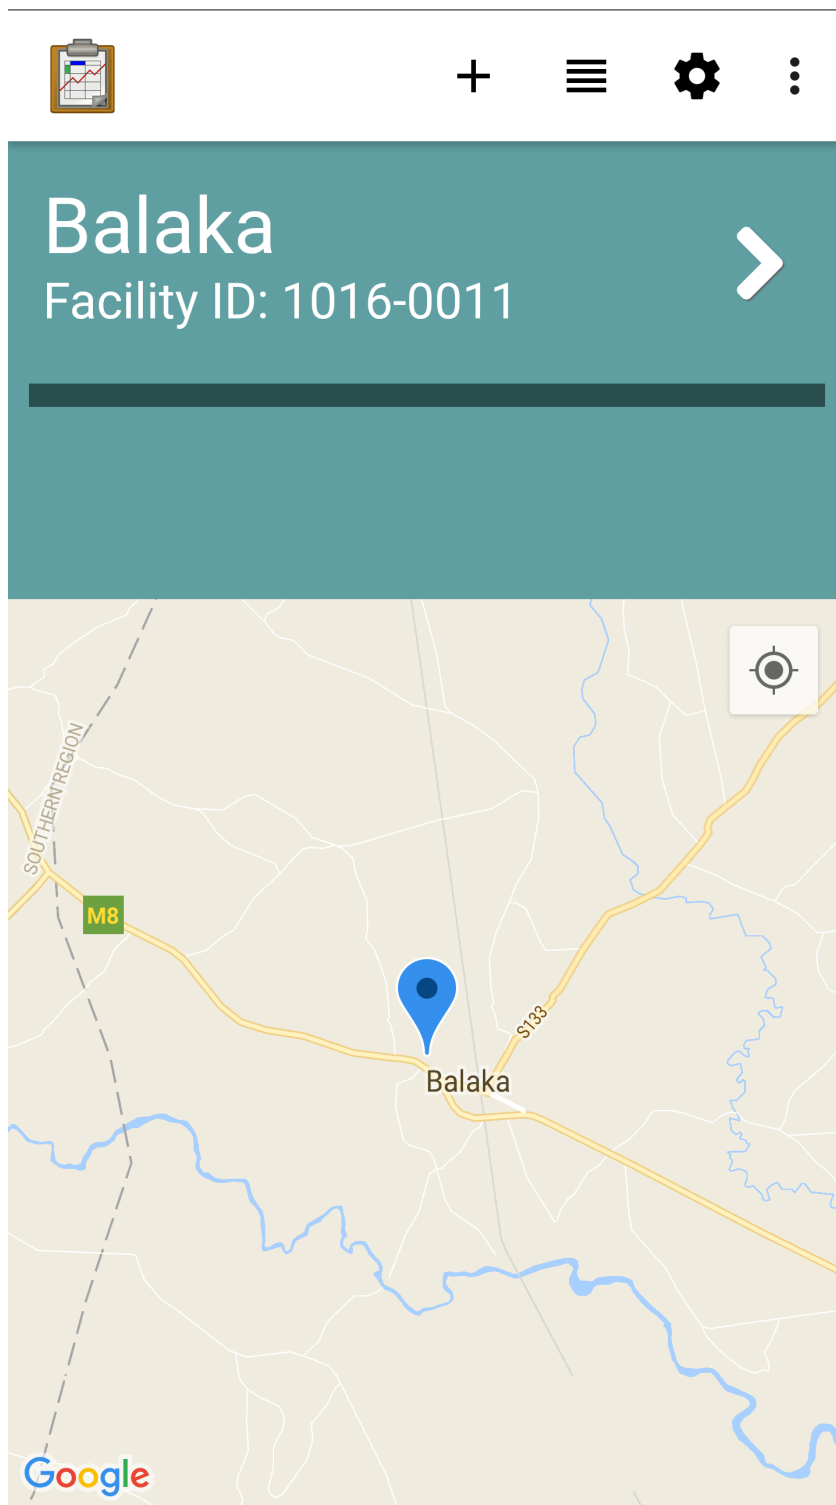 Balaka
Facility ID: 1016-0011
SOUTHERN REGION
M8
S133
Balaka
Google